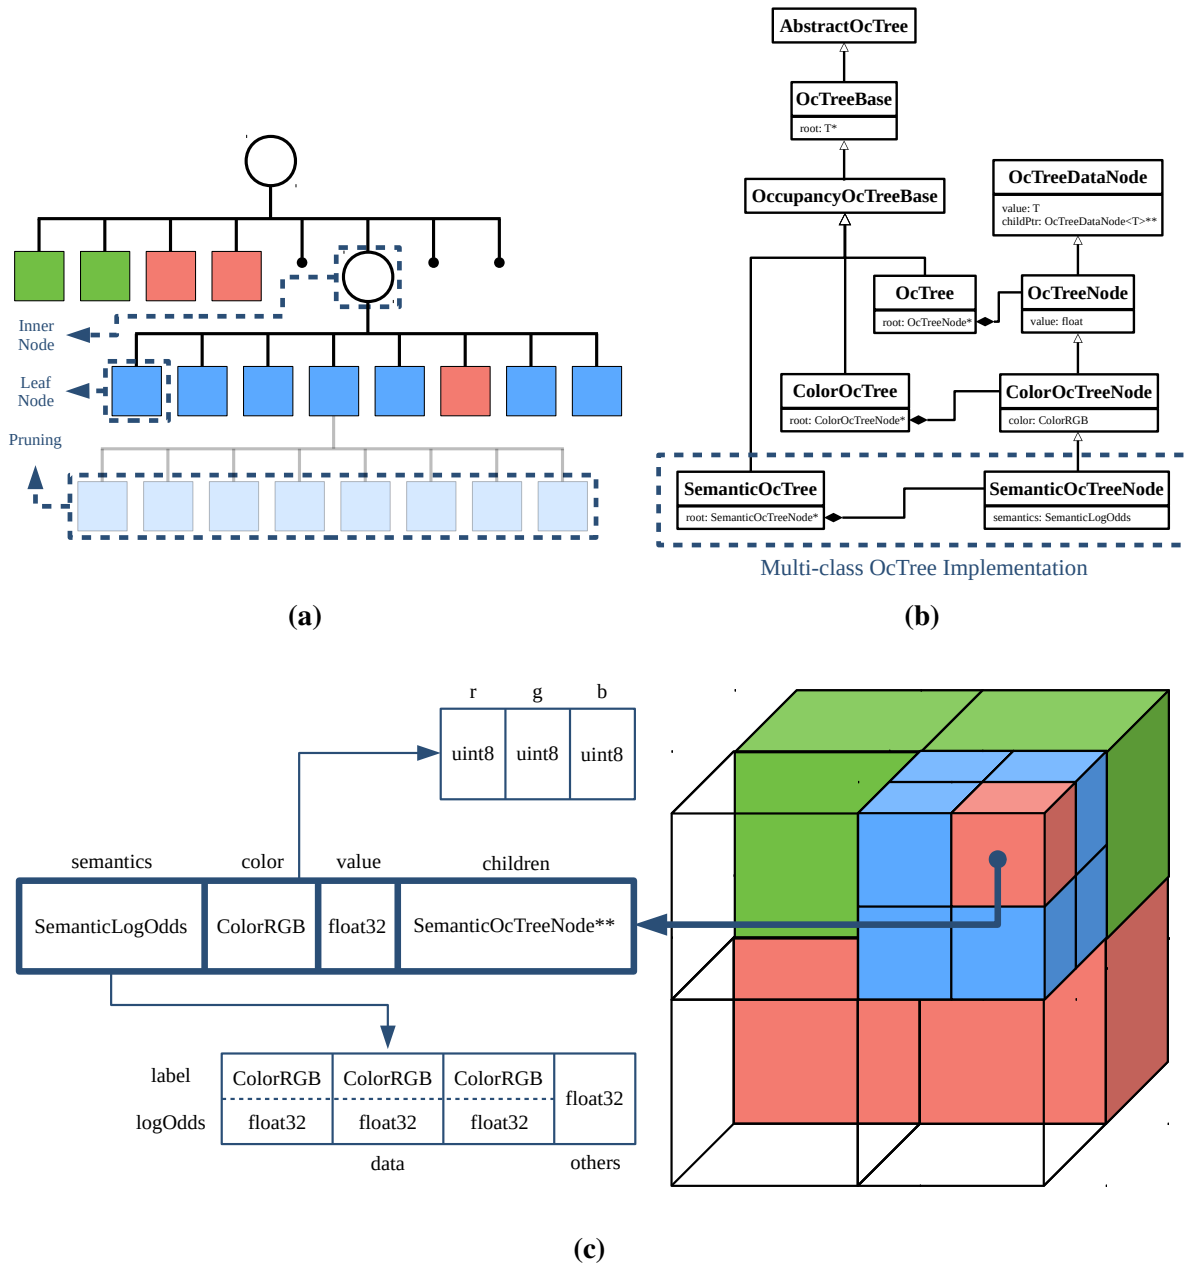 Inner
Node
Leaf
Node
Pruning
(a)
AbstractOcTree
OcTreeBase
root: T*
OccupancyOcTreeBase
OcTreeDataNode
value: T
childPtr: OcTreeDataNode<T>**
OcTree
root: OcTreeNode*
OcTreeNode
value: float
ColorOcTree
root: ColorOcTreeNode*
ColorOcTreeNode
color: ColorRGB
SemanticOcTree
root: SemanticOcTreeNode*
SemanticOcTreeNode
semantics: SemanticLogOdds
Multi-class OcTree Implementation
(b)
r g b
uint8 uint8 uint8
semantics color value children
SemanticLogOdds ColorRGB float32 SemanticOcTreeNode**
label ColorRGB ColorRGB ColorRGB float32
logOdds float32 float32 float32
data others
(c)